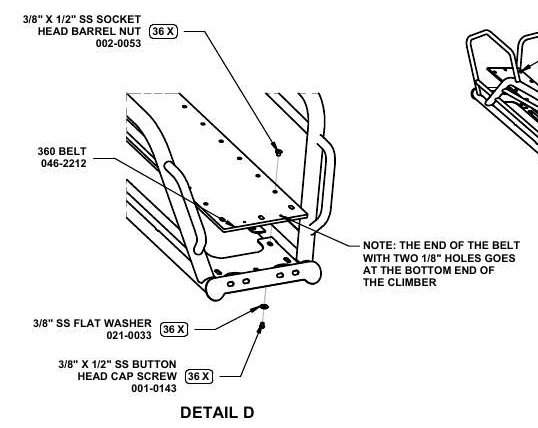 3/8" X 1/2" SS SOCKET
HEAD BARREL NUT
002-0053
36 X
360 BELT
046-2212
NOTE: THE END OF THE BELT
WITH TWO 1/8" HOLES GOES
AT THE BOTTOM END OF
THE CLIMBER
3/8" SS FLAT WASHER
021-0033
36 X
3/8" X 1/2" SS BUTTON
HEAD CAP SCREW
001-0143
36 X
DETAIL D